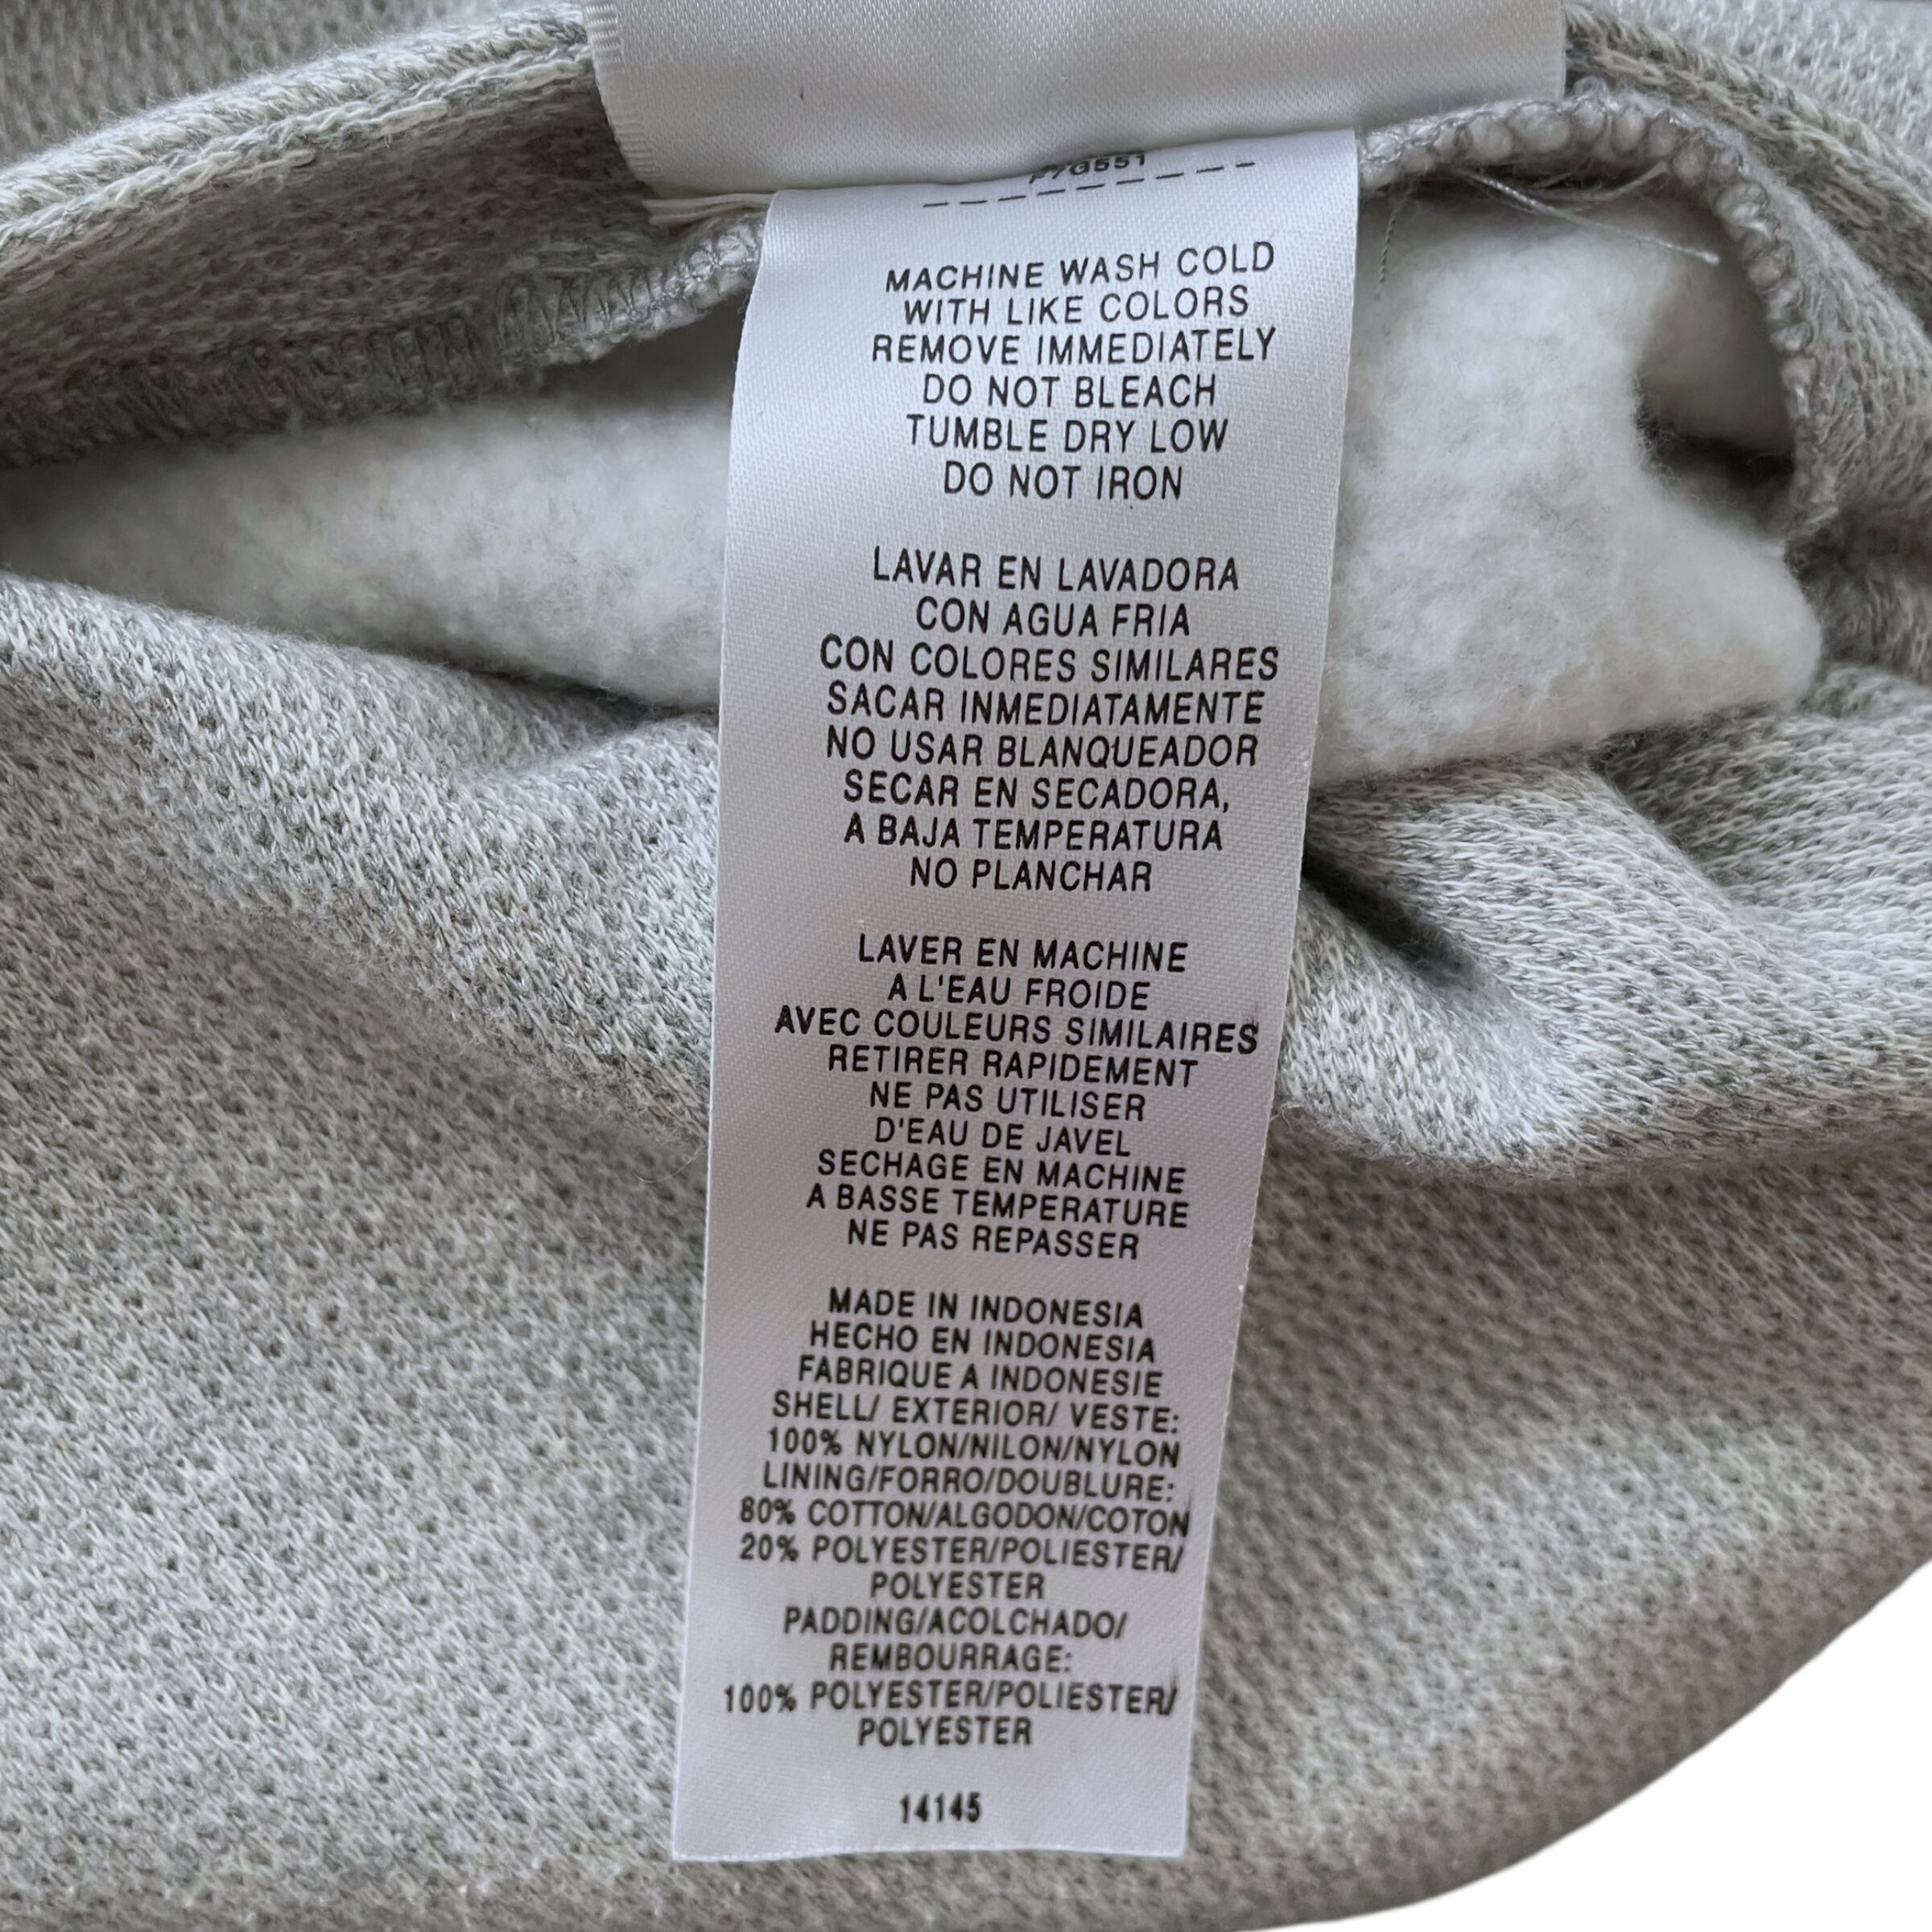 MACHINE WASH COLD
WITH LIKE COLORS
REMOVE IMMEDIATELY
DO NOT BLEACH
TUMBLE DRY LOW
DO NOT IRON
LAVAR EN LAVADORA
CON AGUA FRIA
CON COLORES SIMILARES
SACAR INMEDIATAMENTE
NO USAR BLANQUEADOR
SECAR EN SECADORA,
A BAJA TEMPERATURA
NO PLANCHAR
LAVER EN MACHINE
A L'EAU FROIDE
AVEC COULEURS SIMILAIRES
RETIRER RAPIDEMENT
NE PAS UTILISER
D'EAU DE JAVEL
SECHAGE EN MACHINE
A BASSE TEMPERATURE
NE PAS REPASSER
MADE IN INDONESIA
HECHO EN INDONESIA
FABRIQUE A INDONESIE
SHELL/ EXTERIOR/ VESTE:
100% NYLON/NILON/NYLON
LINING/FORRO/DOUBLURE:
80% COTTON/ALGODON/COTON
20% POLYESTER/POLIESTER/
POLYESTER
PADDING/ACOLCHADO/
REMBOURRAGE:
100% POLYESTER/POLIESTER/
POLYESTER
14145